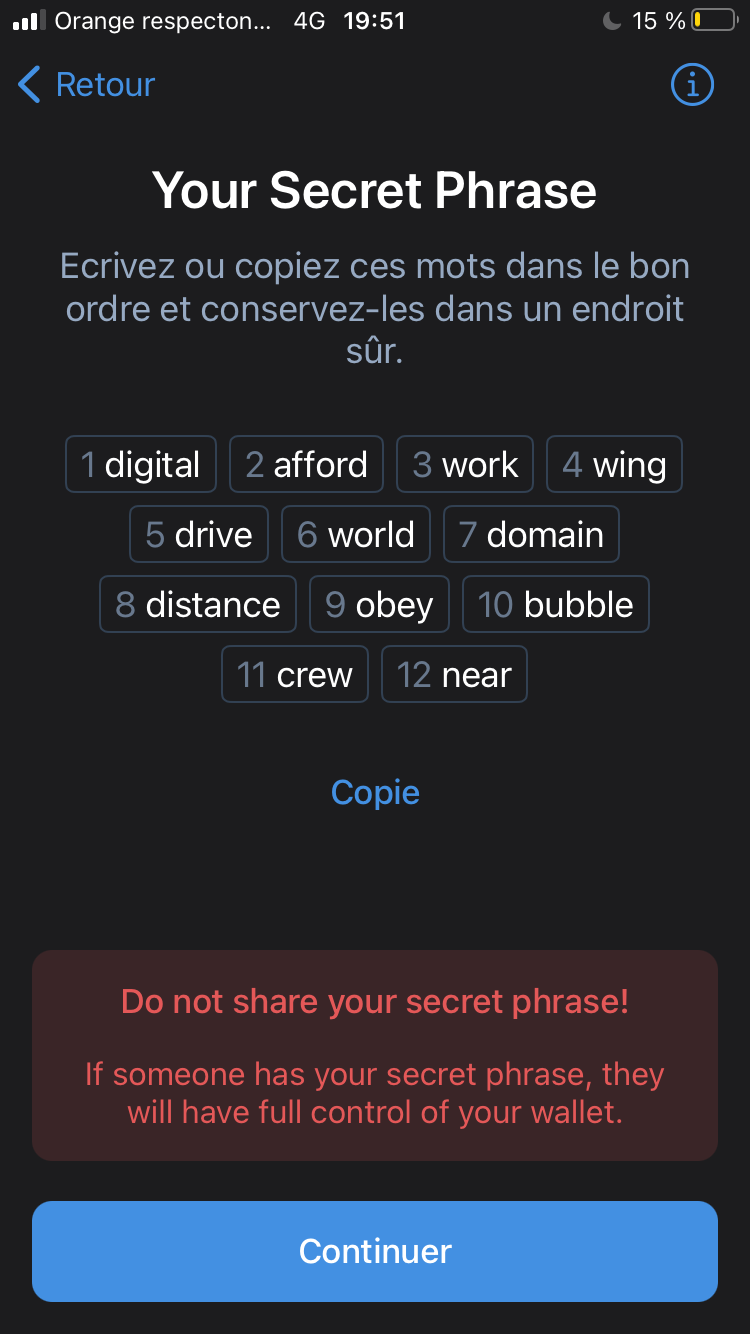 Orange respecton... 4G 19:51 15 %
Retour
Your Secret Phrase
Ecrivez ou copiez ces mots dans le bon
ordre et conservez-les dans un endroit
sûr.
1 digital 2 afford 3 work 4 wing
5 drive 6 world 7 domain
8 distance 9 obey 10 bubble
11 crew 12 near
Copie
Do not share your secret phrase!
If someone has your secret phrase, they
will have full control of your wallet.
Continuer